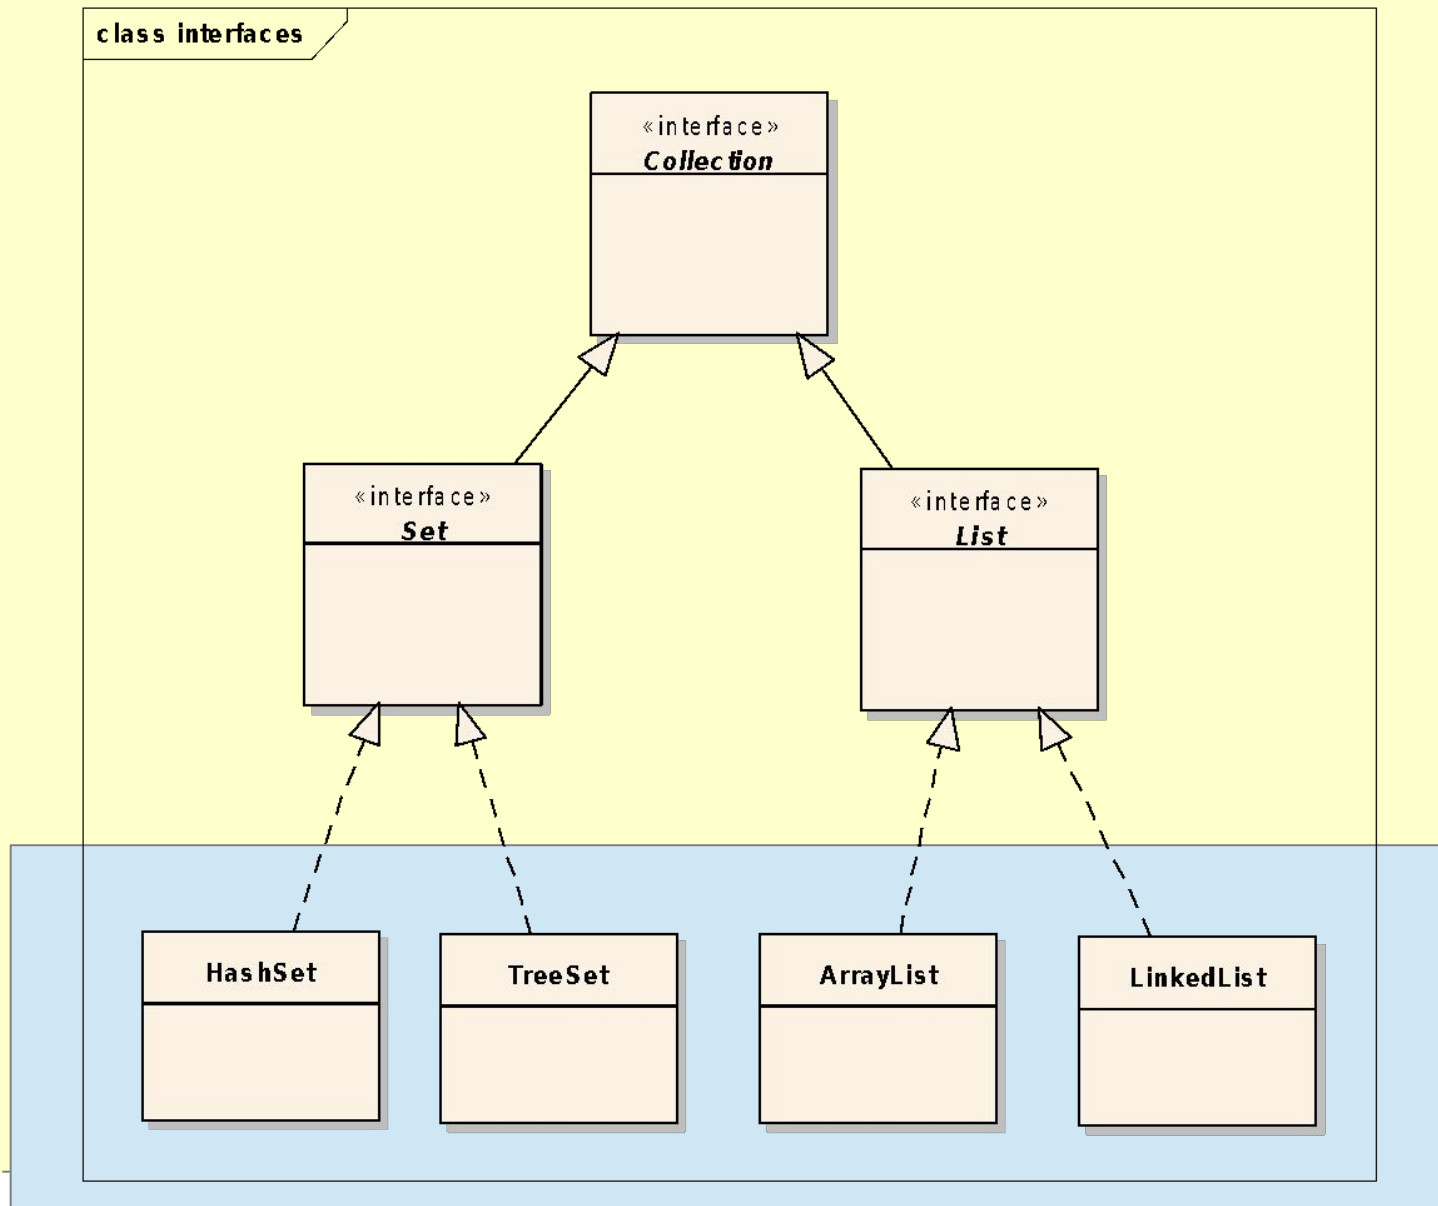 class interfaces
«interface»
Collection
«interface»
Set
«interface»
List
HashSet
TreeSet
ArrayList
LinkedList